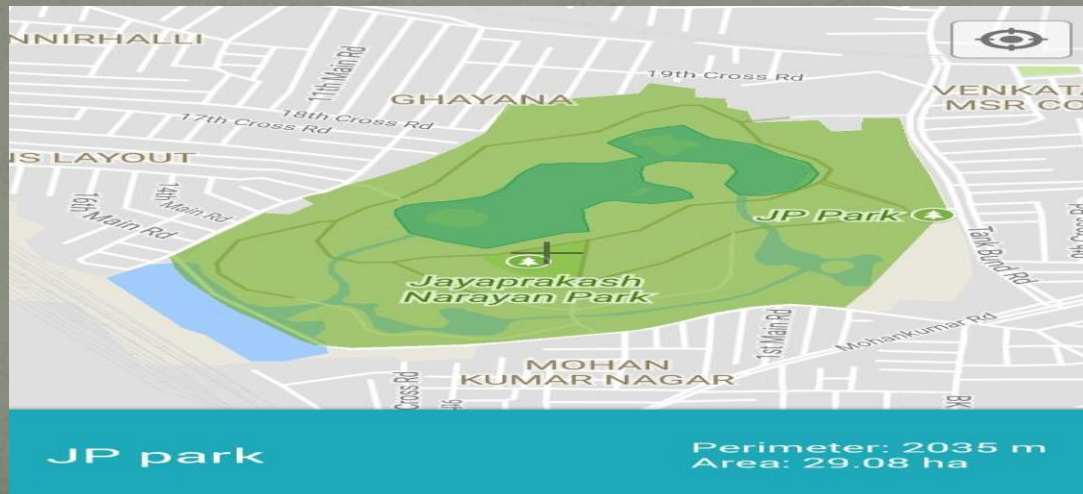 NNIRHALLI
11th Main Rd
19th Cross Rd
GHAYANA
VENKATA
MSR CO
18th Cross Rd
17th Cross Rd
NS LAYOUT
14th Main Rd
16th Main Rd
JP Park
Tank Bund Rd
Jayaprakash
Narayan Park
1st Main Rd
Mohankumar Rd
MOHAN
KUMAR NAGAR
Cross Rd
9th
BK
JP park
Perimeter: 2035 m
Area: 29.08 ha